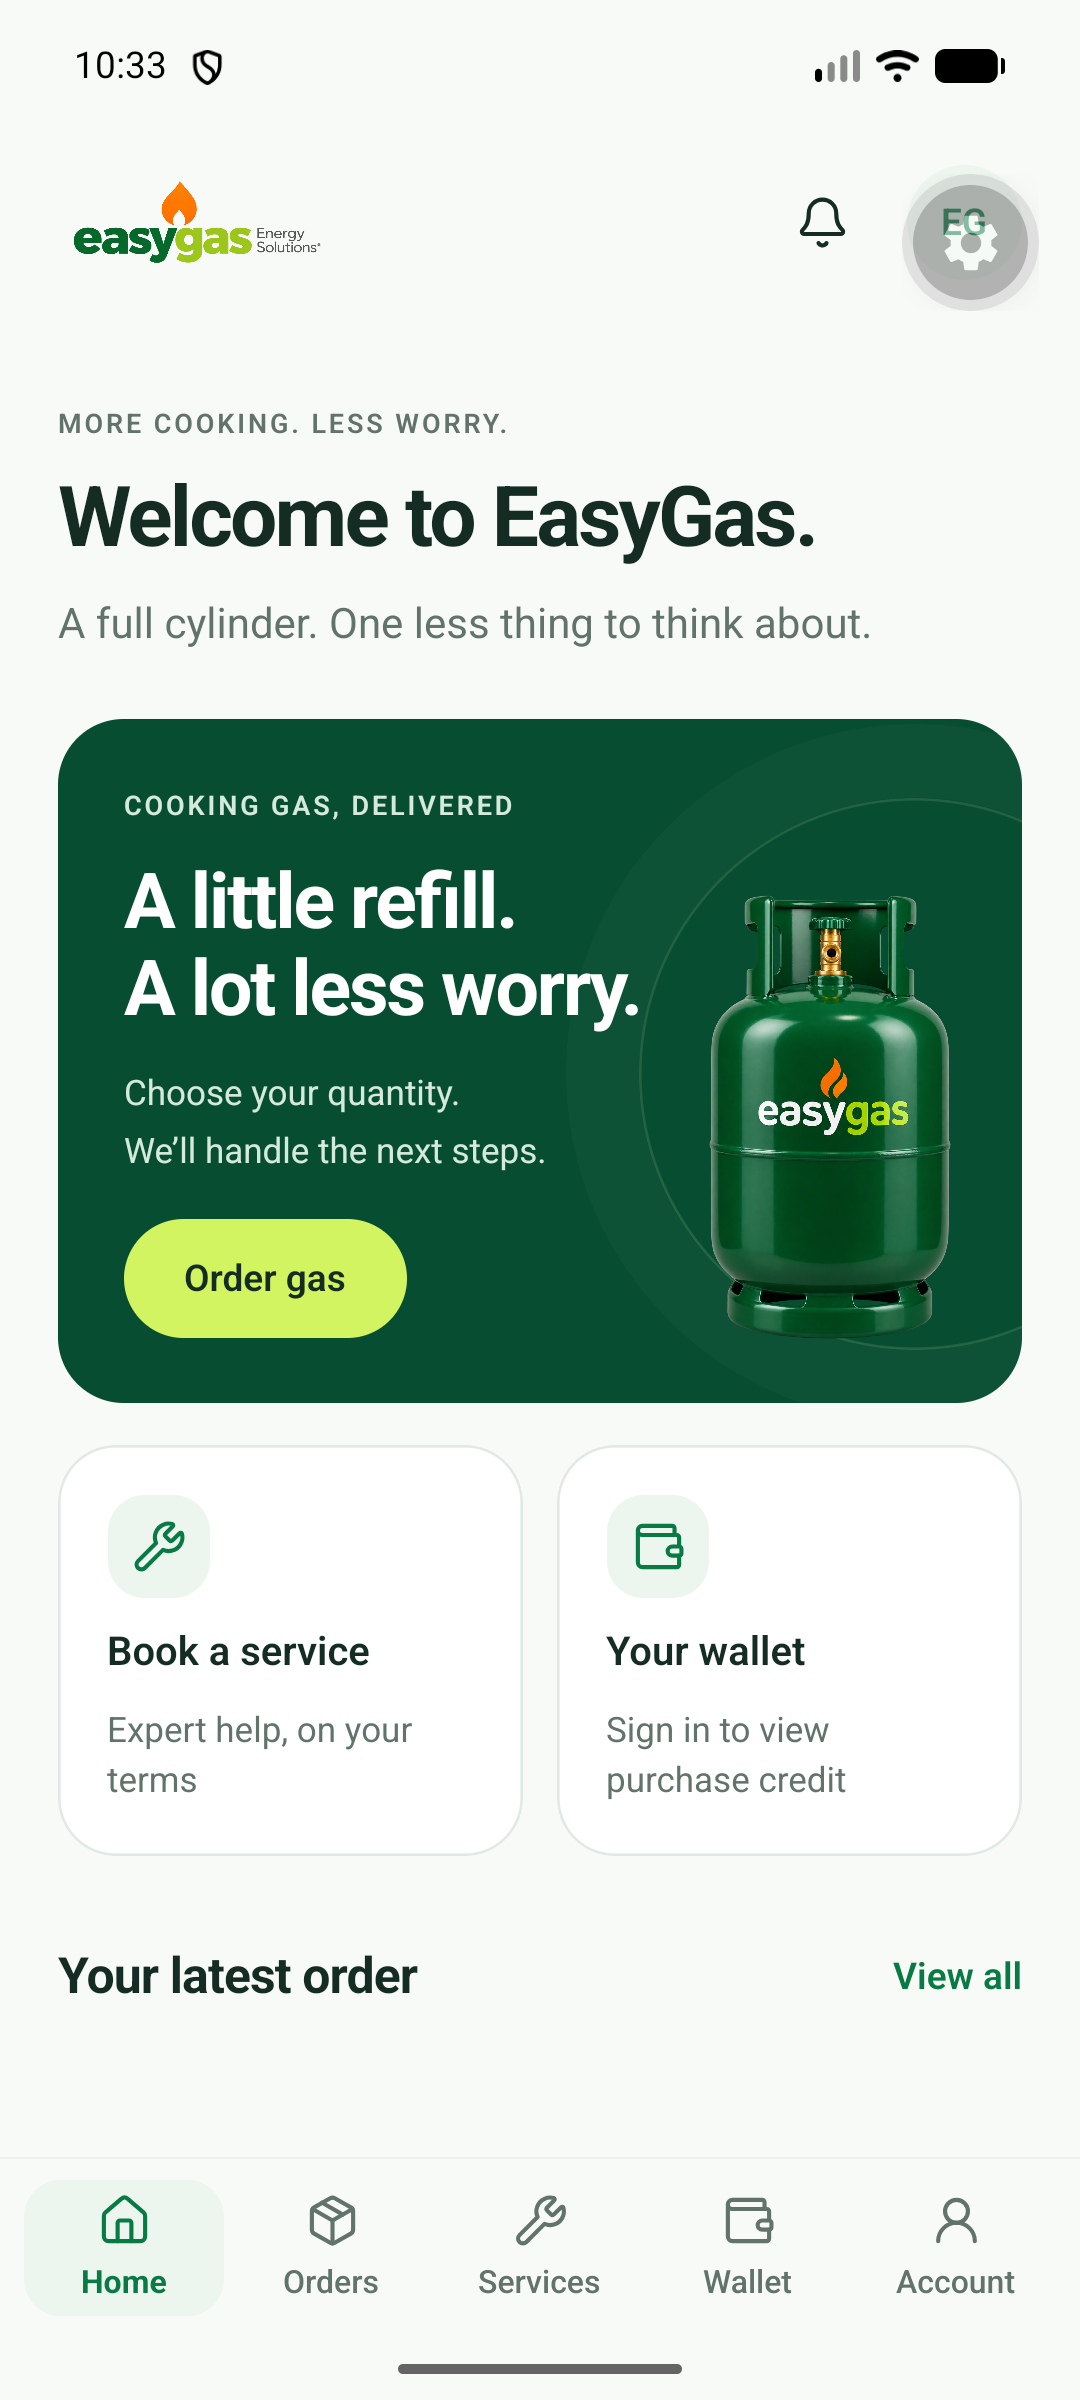 10:33
easygas Energy Solutions
EG
MORE COOKING. LESS WORRY.
Welcome to EasyGas.
A full cylinder. One less thing to think about.
COOKING GAS, DELIVERED
A little refill.
A lot less worry.
Choose your quantity.
We’ll handle the next steps.
Order gas
easygas
Book a service
Expert help, on your
terms
Your wallet
Sign in to view
purchase credit
Your latest order
View all
Home
Orders
Services
Wallet
Account